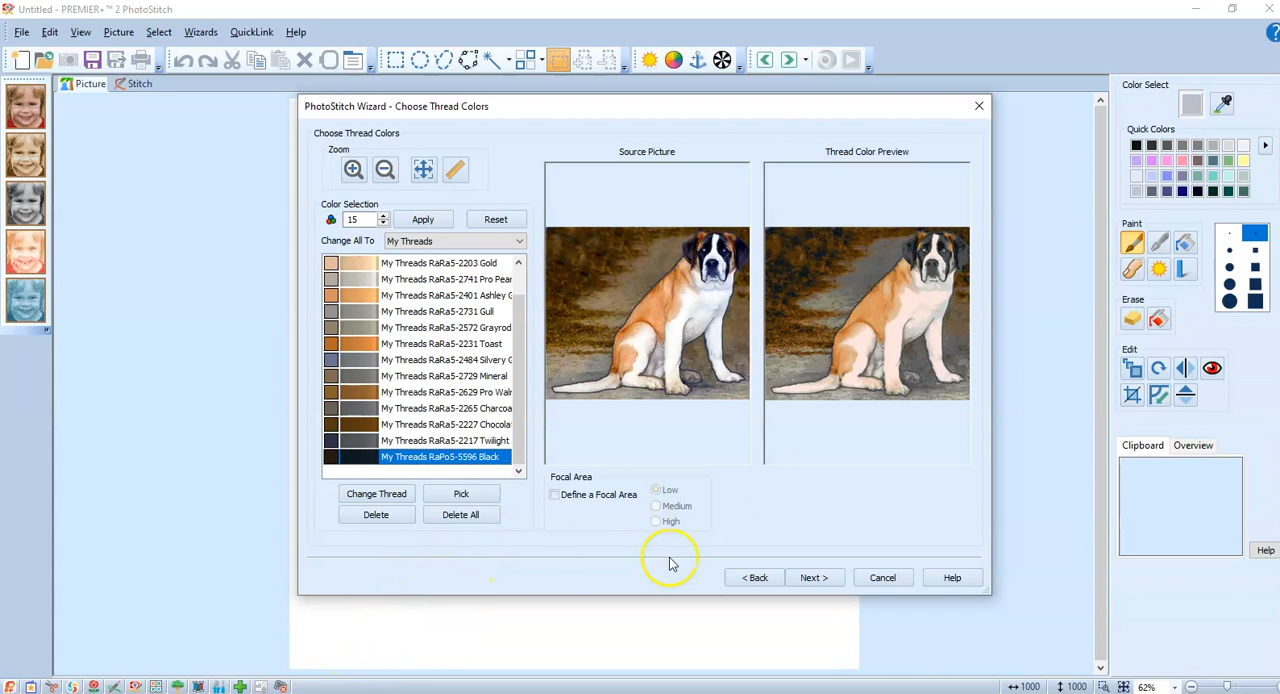 Untitled - PREMIER+™ 2 PhotoStitch
File Edit View Picture Select Wizards QuickLink Help
Picture Stitch
PhotoStitch Wizard - Choose Thread Colors
Choose Thread Colors
Zoom
Color Selection
15 Apply Reset
Change All To My Threads
My Threads RaRa5-2203 Gold
My Threads RaRa5-2741 Pro Pear
My Threads RaRa5-2401 Ashley G
My Threads RaRa5-2731 Gull
My Threads RaRa5-2572 Grayrod
My Threads RaRa5-2231 Toast
My Threads RaRa5-2484 Silvery G
My Threads RaRa5-2729 Mineral
My Threads RaRa5-2629 Pro Waln
My Threads RaRa5-2265 Charcoa
My Threads RaRa5-2227 Chocola
My Threads RaRa5-2217 Twilight
My Threads RaPo5-5596 Black
Change Thread Pick
Delete Delete All
Source Picture
Thread Color Preview
Focal Area
Define a Focal Area
Low
Medium
High
< Back Next > Cancel Help
Color Select
Quick Colors
Paint
Erase
Edit
Clipboard Overview
Help
1000 1000 62%